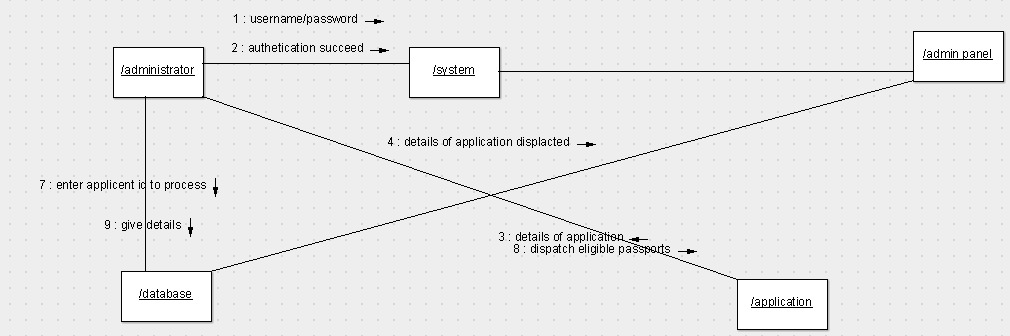 1 : username/password
2 : authetication succeed
/administrator
/system
/admin panel
4 : details of application displacted
7 : enter applicent id to process
9 : give details
3 : details of application
8 : dispatch eligible passports
/database
/application